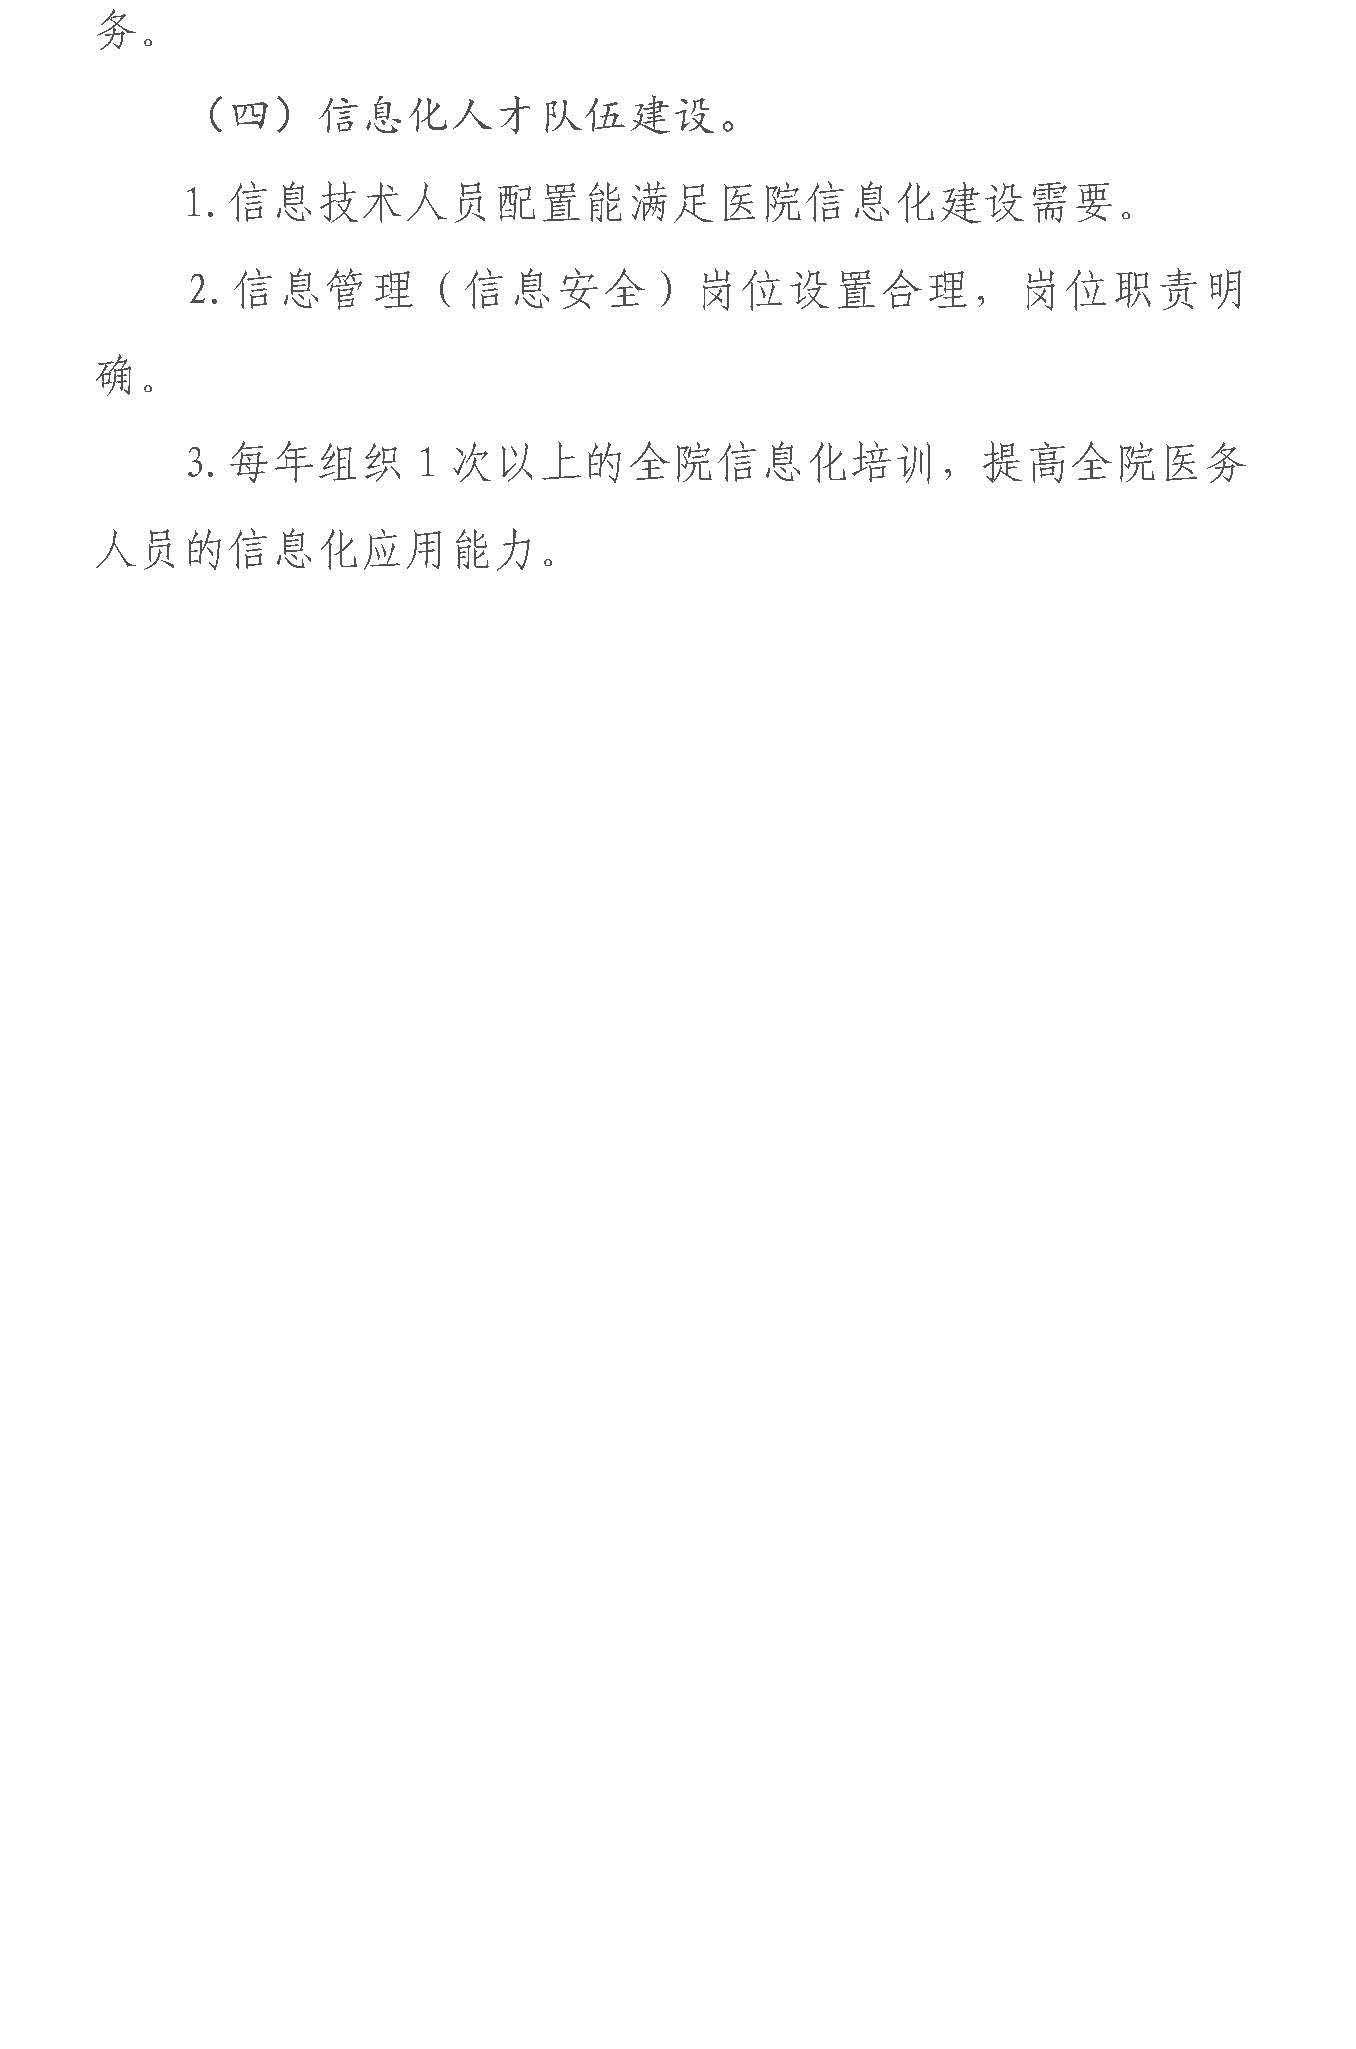 务。
（四）信息化人才队伍建设。
1.信息技术人员配置能满足医院信息化建设需要。
2.信息管理（信息安全）岗位设置合理，岗位职责明
确。
3.每年组织1次以上的全院信息化培训，提高全院医务
人员的信息化应用能力。